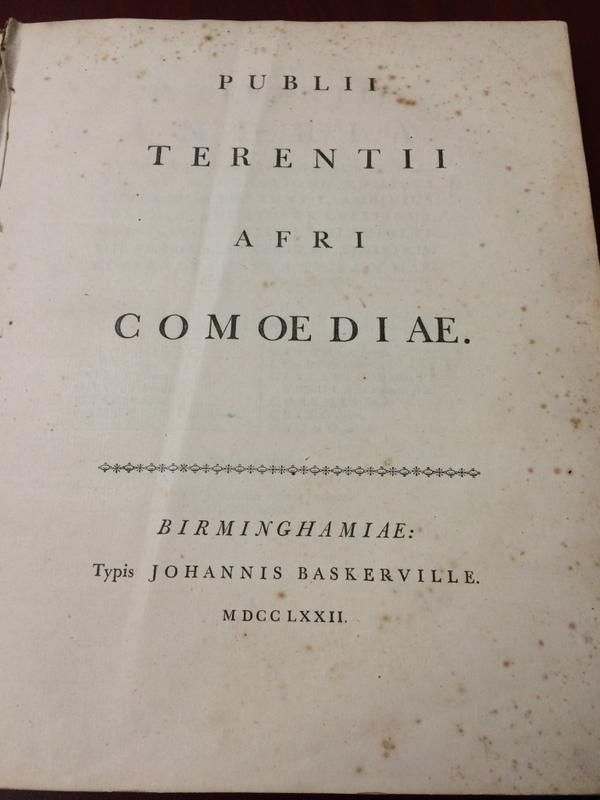 PUBLII
TERENTII
AFRI
COMOEDIAE.
BIRMINGHAMIAE:
Typis JOHANNIS BASKERVILLE.
MDCCLXXII.